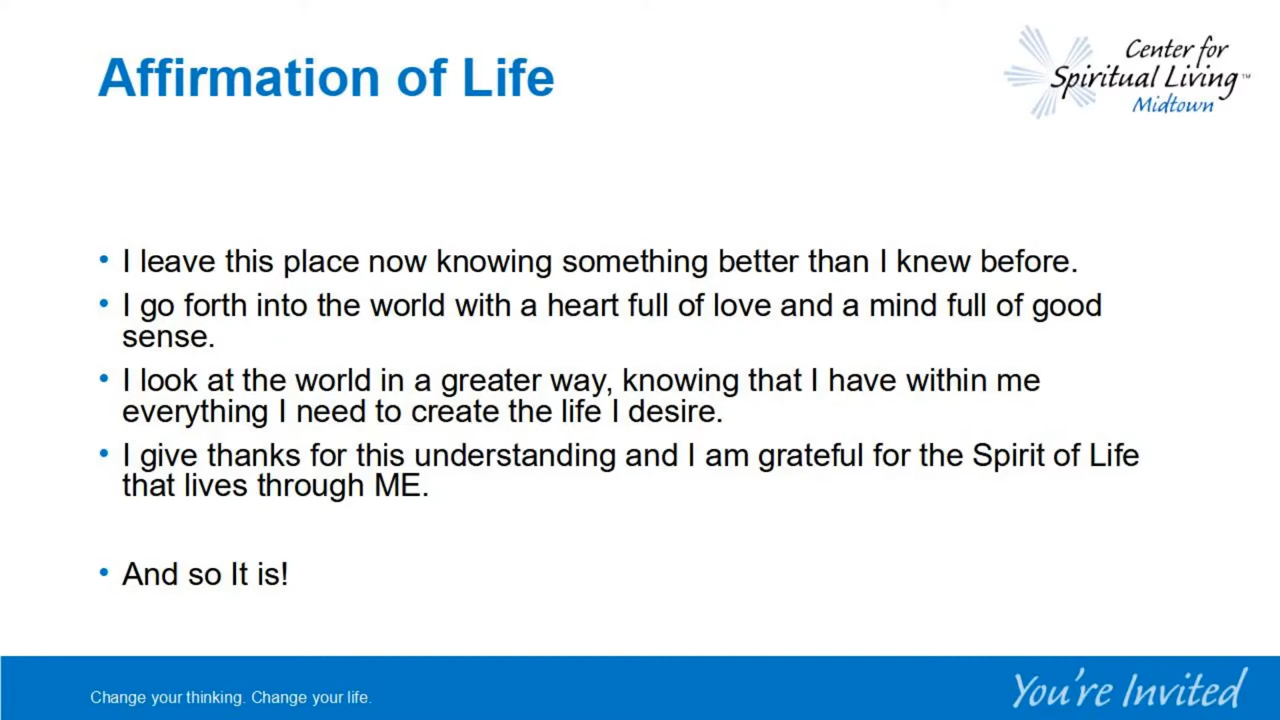 Affirmation of Life
Center for
Spiritual Living™
Midtown
• I leave this place now knowing something better than I knew before.
• I go forth into the world with a heart full of love and a mind full of good
sense.
• I look at the world in a greater way, knowing that I have within me
everything I need to create the life I desire.
• I give thanks for this understanding and I am grateful for the Spirit of Life
that lives through ME.
• And so It is!
Change your thinking. Change your life.
You're Invited